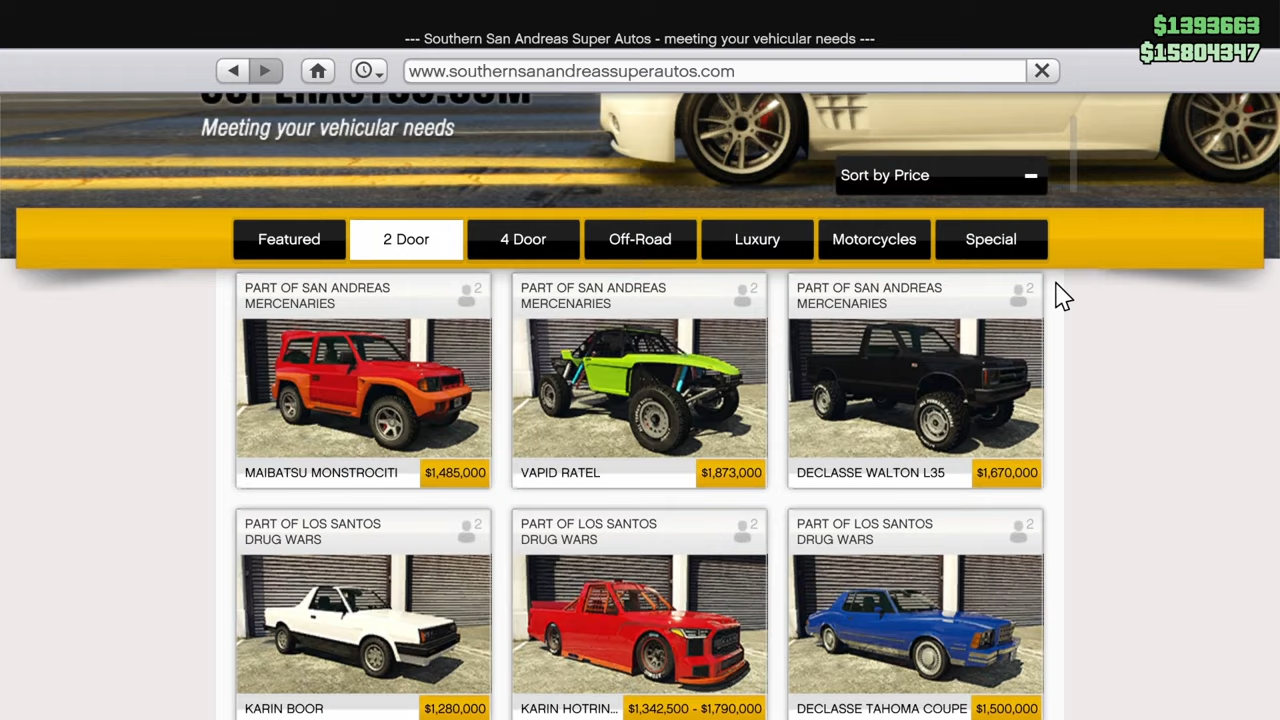 --- Southern San Andreas Super Autos - meeting your vehicular needs ---
$1393663
$15804347
www.southernsanandreassuperautos.com
SUPERAUTOS.COM
Meeting your vehicular needs
Sort by Price
Featured
2 Door
4 Door
Off-Road
Luxury
Motorcycles
Special
PART OF SAN ANDREAS
MERCENARIES
2
MAIBATSU MONSTROCITI
$1,485,000
PART OF SAN ANDREAS
MERCENARIES
2
VAPID RATEL
$1,873,000
PART OF SAN ANDREAS
MERCENARIES
2
DECLASSE WALTON L35
$1,670,000
PART OF LOS SANTOS
DRUG WARS
2
KARIN BOOR
$1,280,000
PART OF LOS SANTOS
DRUG WARS
2
KARIN HOTRIN...
$1,342,500 - $1,790,000
PART OF LOS SANTOS
DRUG WARS
2
DECLASSE TAHOMA COUPE
$1,500,000